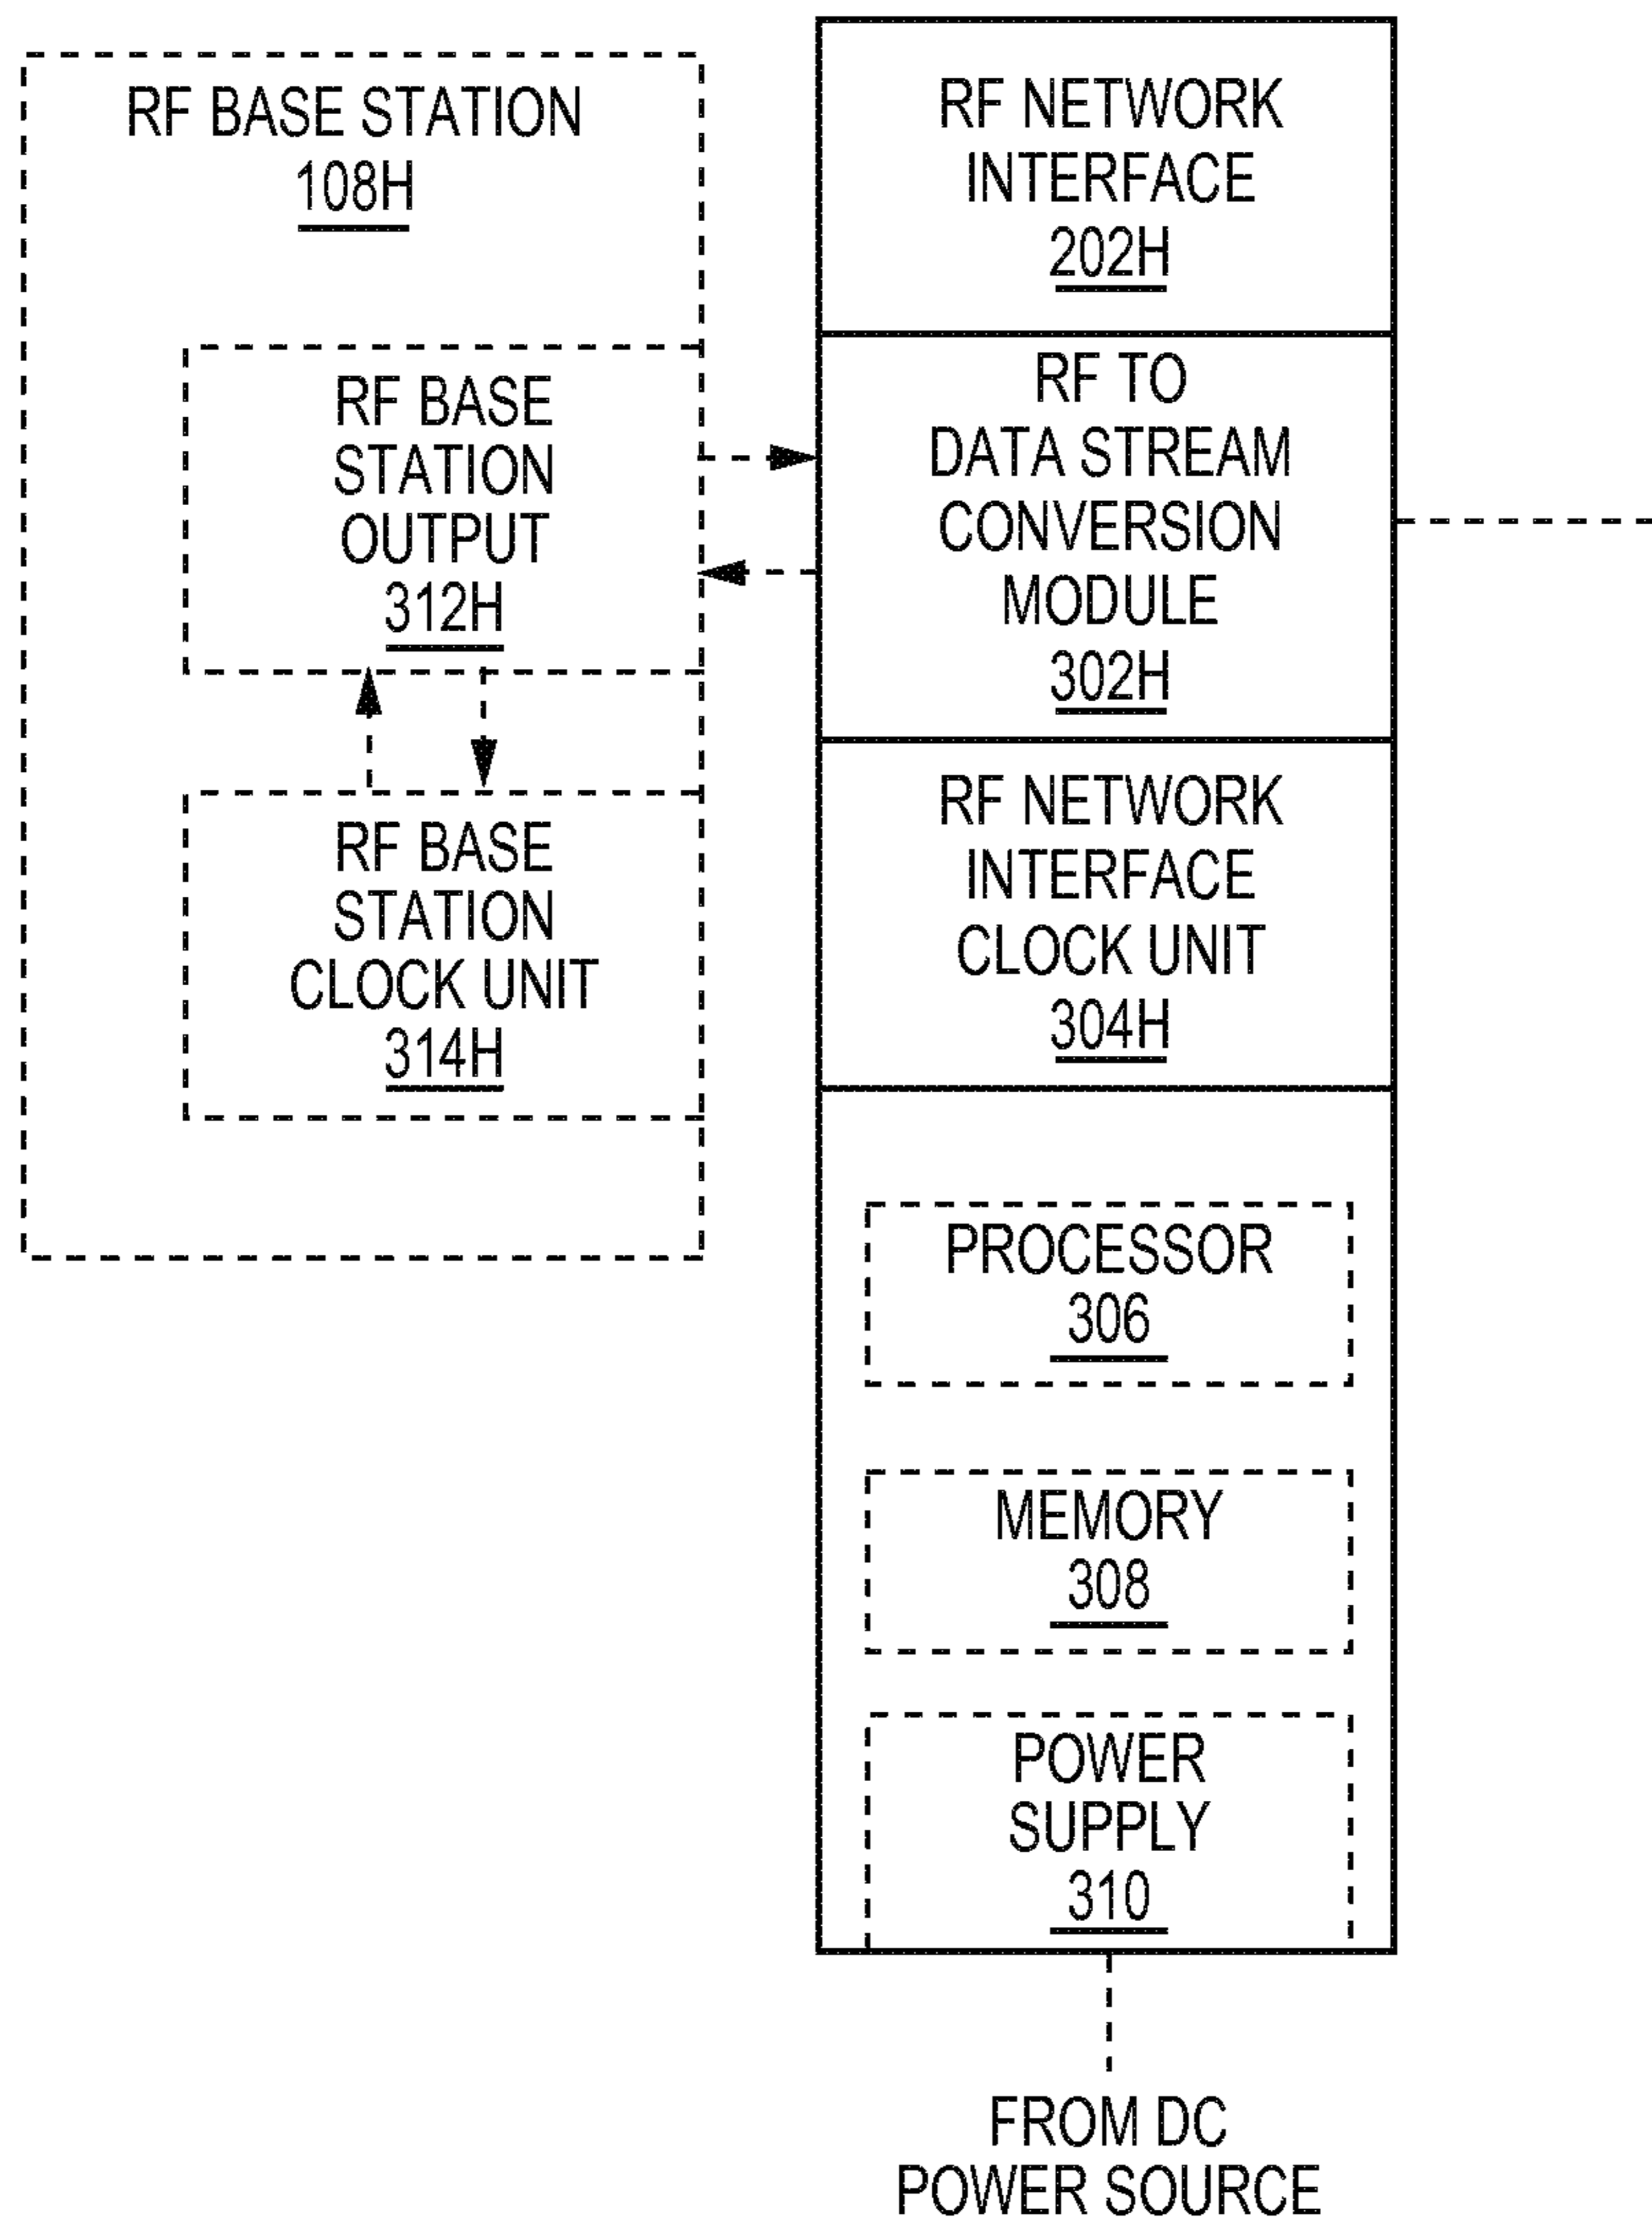 RF BASE STATION
108H
RF BASE
STATION
OUTPUT
312H
RF BASE
STATION
CLOCK UNIT
314H
RF NETWORK
INTERFACE
202H
RF TO
DATA STREAM
CONVERSION
MODULE
302H
RF NETWORK
INTERFACE
CLOCK UNIT
304H
PROCESSOR
306
MEMORY
308
POWER
SUPPLY
310
FROM DC
POWER SOURCE